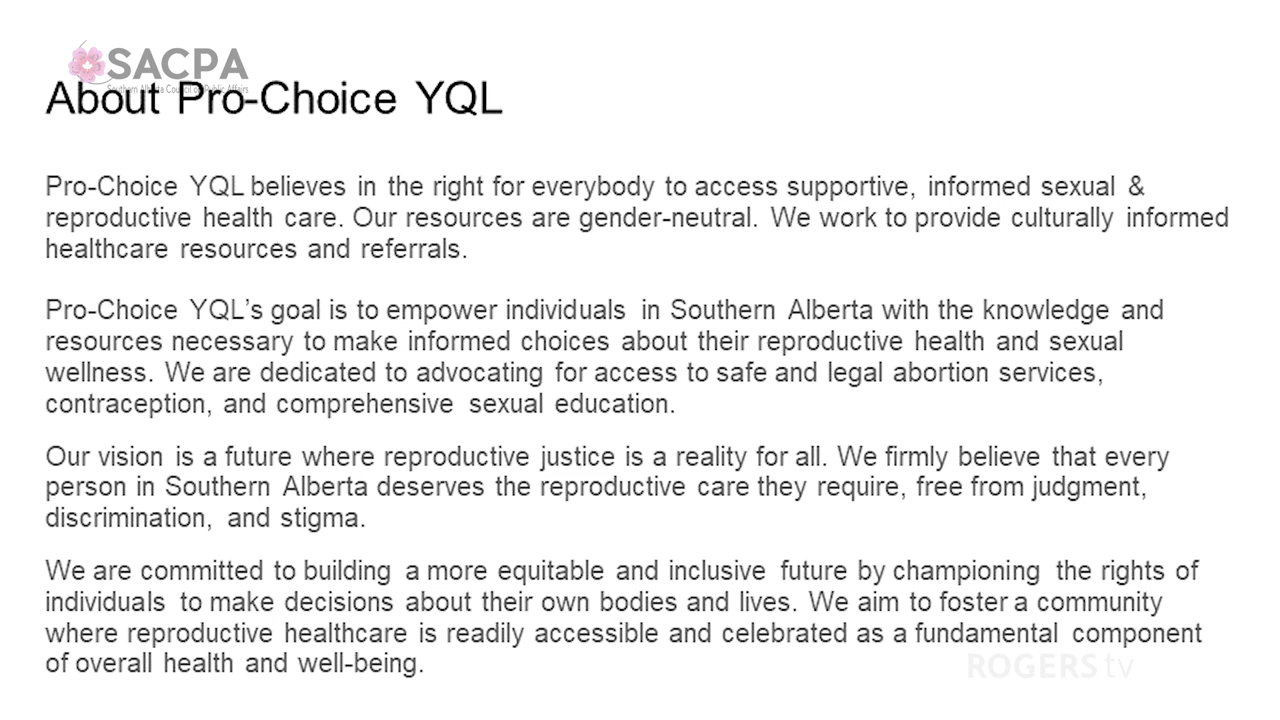 SACPA
Southern Alberta Council on Public Affairs
About Pro-Choice YQL
Pro-Choice YQL believes in the right for everybody to access supportive, informed sexual &
reproductive health care. Our resources are gender-neutral. We work to provide culturally informed
healthcare resources and referrals.
Pro-Choice YQL’s goal is to empower individuals in Southern Alberta with the knowledge and
resources necessary to make informed choices about their reproductive health and sexual
wellness. We are dedicated to advocating for access to safe and legal abortion services,
contraception, and comprehensive sexual education.
Our vision is a future where reproductive justice is a reality for all. We firmly believe that every
person in Southern Alberta deserves the reproductive care they require, free from judgment,
discrimination, and stigma.
We are committed to building a more equitable and inclusive future by championing the rights of
individuals to make decisions about their own bodies and lives. We aim to foster a community
where reproductive healthcare is readily accessible and celebrated as a fundamental component
of overall health and well-being.
ROGERS tv